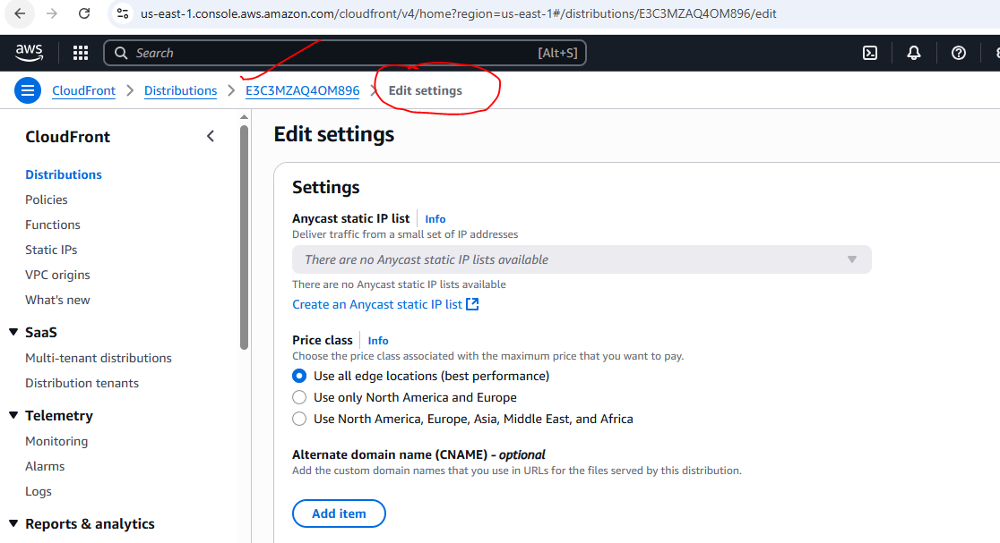 us-east-1.console.aws.amazon.com/cloudfront/v4/home?region=us-east-1#/distributions/E3C3MZAQ4OM896/edit
aws Search [Alt+S]
CloudFront > Distributions > E3C3MZAQ4OM896 > Edit settings
CloudFront
Distributions
Policies
Functions
Static IPs
VPC origins
What's new
SaaS
Multi-tenant distributions
Distribution tenants
Telemetry
Monitoring
Alarms
Logs
Reports & analytics
Edit settings
Settings
Anycast static IP list Info
Deliver traffic from a small set of IP addresses
There are no Anycast static IP lists available
There are no Anycast static IP lists available
Create an Anycast static IP list
Price class Info
Choose the price class associated with the maximum price that you want to pay.
Use all edge locations (best performance)
Use only North America and Europe
Use North America, Europe, Asia, Middle East, and Africa
Alternate domain name (CNAME) - optional
Add the custom domain names that you use in URLs for the files served by this distribution.
Add item